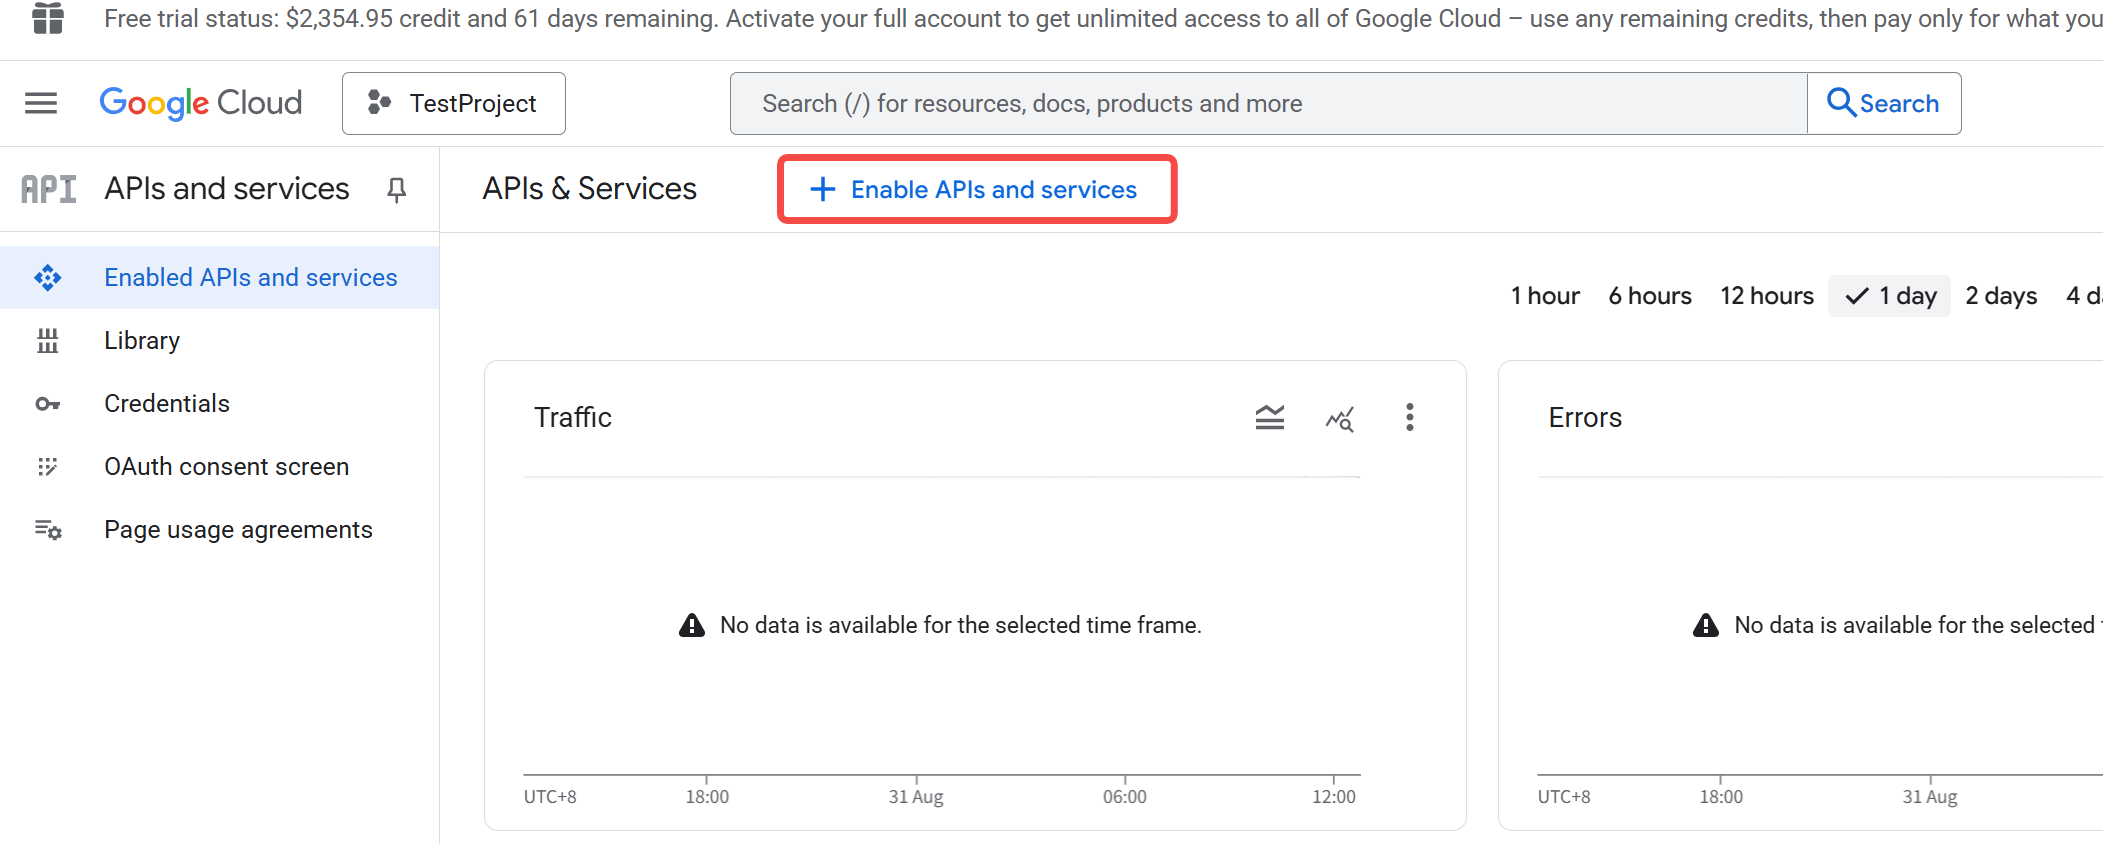 Free trial status: $2,354.95 credit and 61 days remaining. Activate your full account to get unlimited access to all of Google Cloud – use any remaining credits, then pay only for what you
Google Cloud
TestProject
Search (/) for resources, docs, products and more
Search
API
APIs and services
APIs & Services
Enable APIs and services
Enabled APIs and services
Library
Credentials
OAuth consent screen
Page usage agreements
1 hour 6 hours 12 hours 1 day 2 days 4 d
Traffic
No data is available for the selected time frame.
UTC+8 18:00 31 Aug 06:00 12:00
Errors
No data is available for the selected
UTC+8 18:00 31 Aug